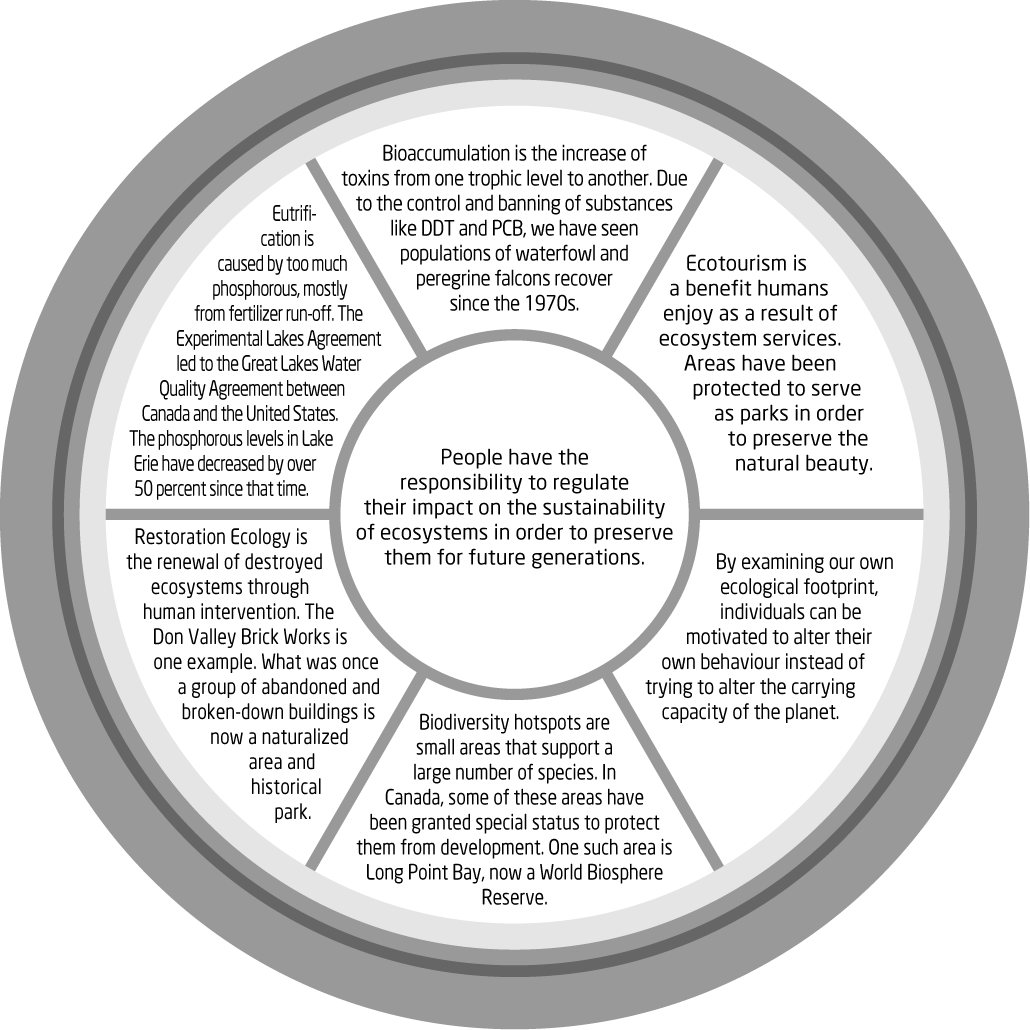 Bioaccumulation is the increase of
toxins from one trophic level to another. Due
to the control and banning of substances
like DDT and PCB, we have seen
populations of waterfowl and
peregrine falcons recover
since the 1970s.
Ecotourism is
a benefit humans
enjoy as a result of
ecosystem services.
Areas have been
protected to serve
as parks in order
to preserve the
natural beauty.
By examining our own
ecological footprint,
individuals can be
motivated to alter their
own behaviour instead of
trying to alter the carrying
capacity of the planet.
Biodiversity hotspots are
small areas that support a
large number of species. In
Canada, some of these areas have
been granted special status to protect
them from development. One such area is
Long Point Bay, now a World Biosphere
Reserve.
Restoration Ecology is
the renewal of destroyed
ecosystems through
human intervention. The
Don Valley Brick Works is
one example. What was once
a group of abandoned and
broken-down buildings is
now a naturalized
area and
historical
park.
Eutrifi-
cation is
caused by too much
phosphorous, mostly
from fertilizer run-off. The
Experimental Lakes Agreement
led to the Great Lakes Water
Quality Agreement between
Canada and the United States.
The phosphorous levels in Lake
Erie have decreased by over
50 percent since that time.
People have the
responsibility to regulate
their impact on the sustainability
of ecosystems in order to preserve
them for future generations.